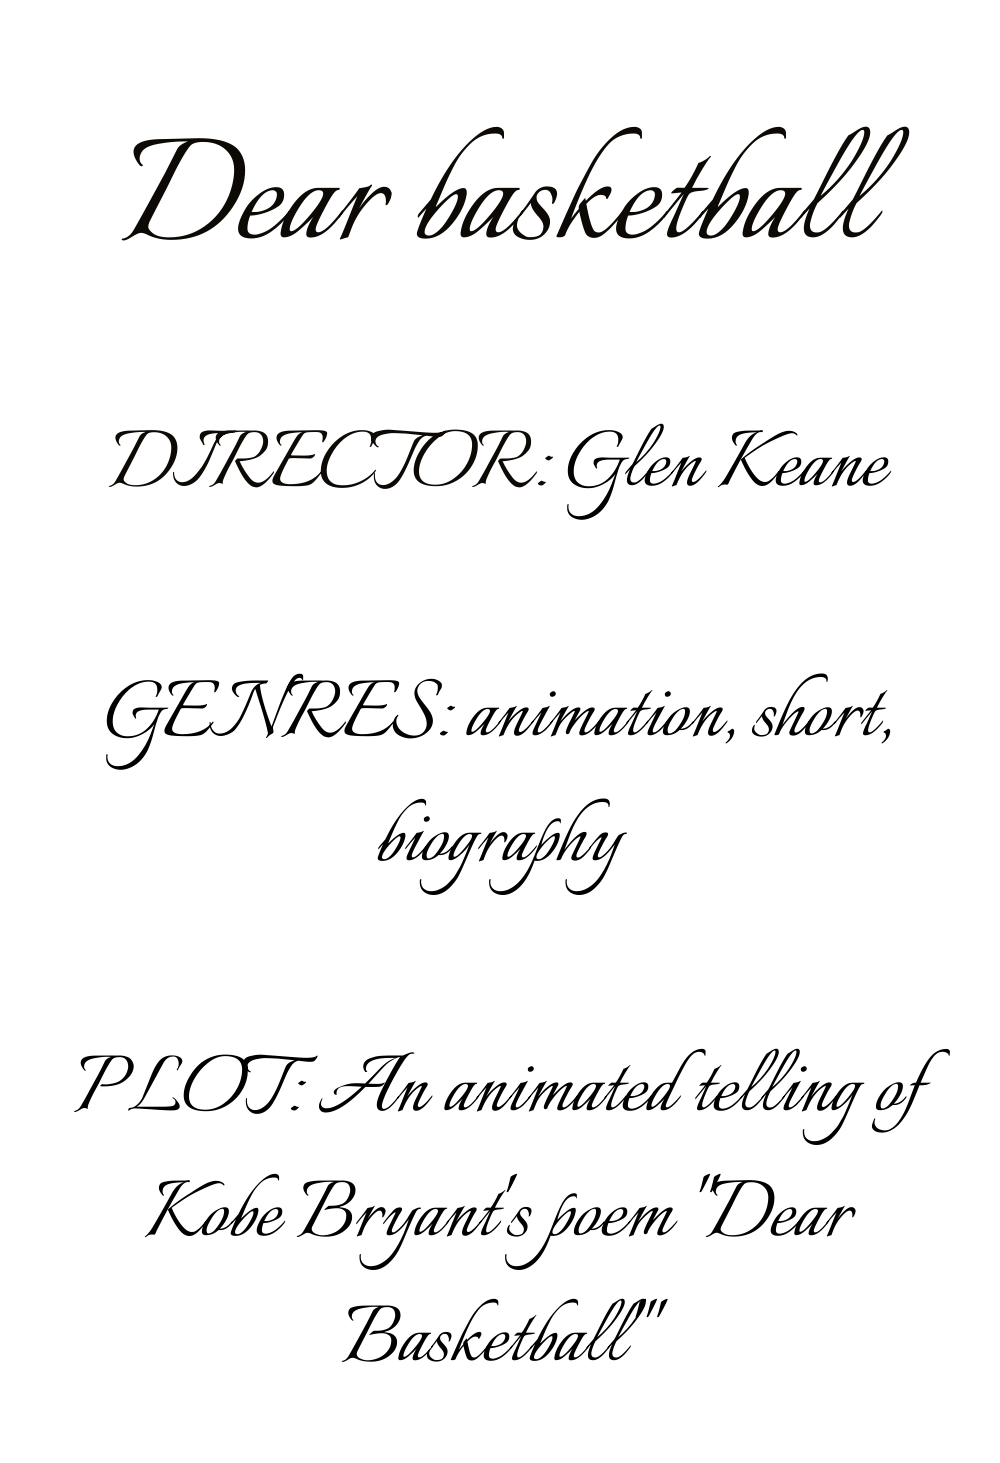 Dear basketball
DIRECTOR: Glen Keane
GENRES: animation, short,
biography
PLOT: An animated telling of
Kobe Bryant's poem "Dear
Basketball"